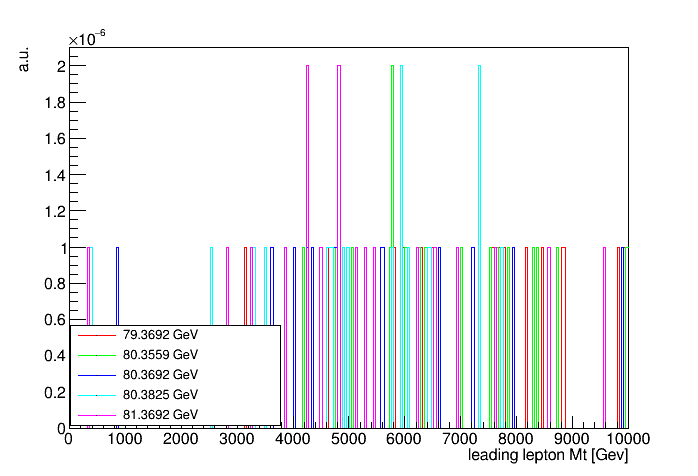 ×10⁻⁶
a.u.
2
1.8
1.6
1.4
1.2
1
0.8
0.6
0.4
0.2
0
79.3692 GeV
80.3559 GeV
80.3692 GeV
80.3825 GeV
81.3692 GeV
0 1000 2000 3000 4000 5000 6000 7000 8000 9000 10000
leading lepton Mt [Gev]